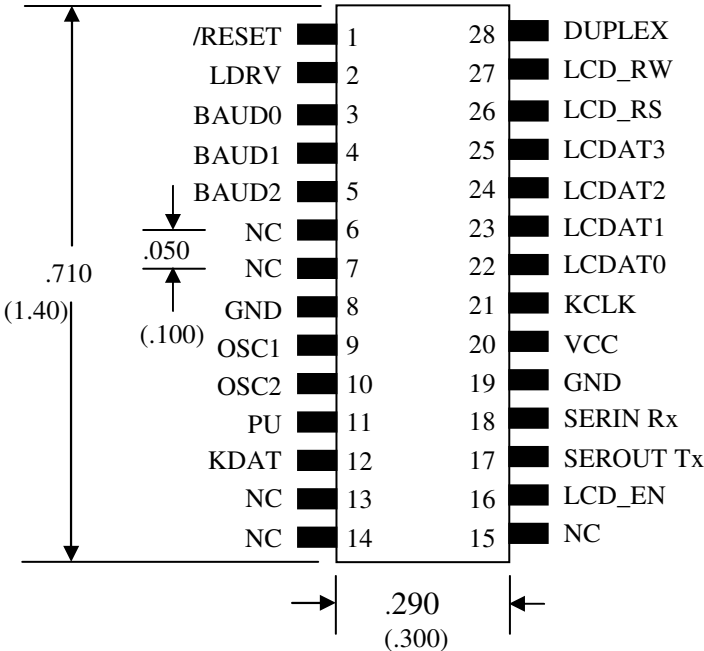 /RESET 1 28 DUPLEX
LDRV 2 27 LCD_RW
BAUD0 3 26 LCD_RS
BAUD1 4 25 LCDAT3
BAUD2 5 24 LCDAT2
NC 6 23 LCDAT1
.050
NC 7 22 LCDAT0
.710
(1.40)
GND 8 21 KCLK
(.100)
OSC1 9 20 VCC
OSC2 10 19 GND
PU 11 18 SERIN Rx
KDAT 12 17 SEROUT Tx
NC 13 16 LCD_EN
NC 14 15 NC
.290
(.300)